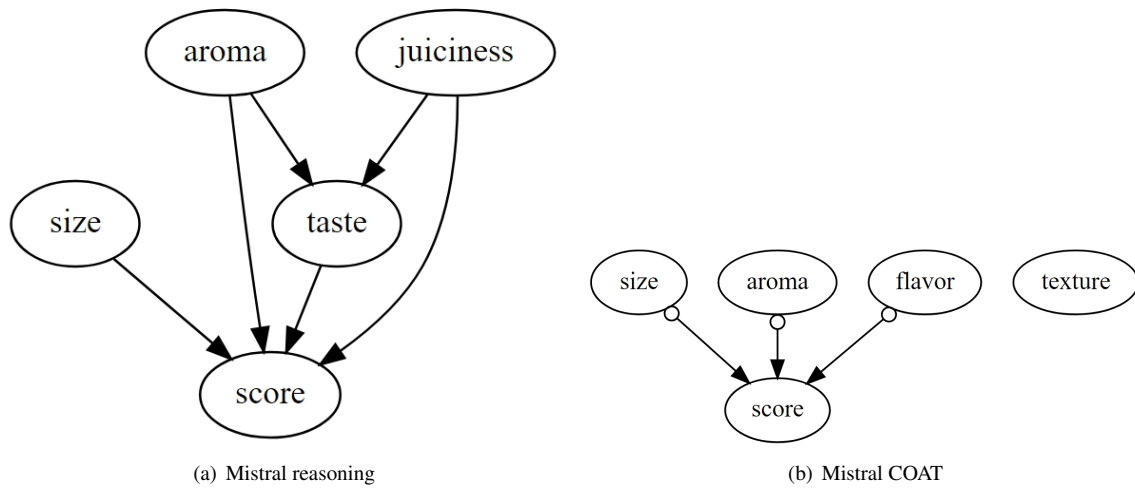 aroma
juiciness
size
taste
score
(a) Mistral reasoning
size
aroma
flavor
texture
score
(b) Mistral COAT